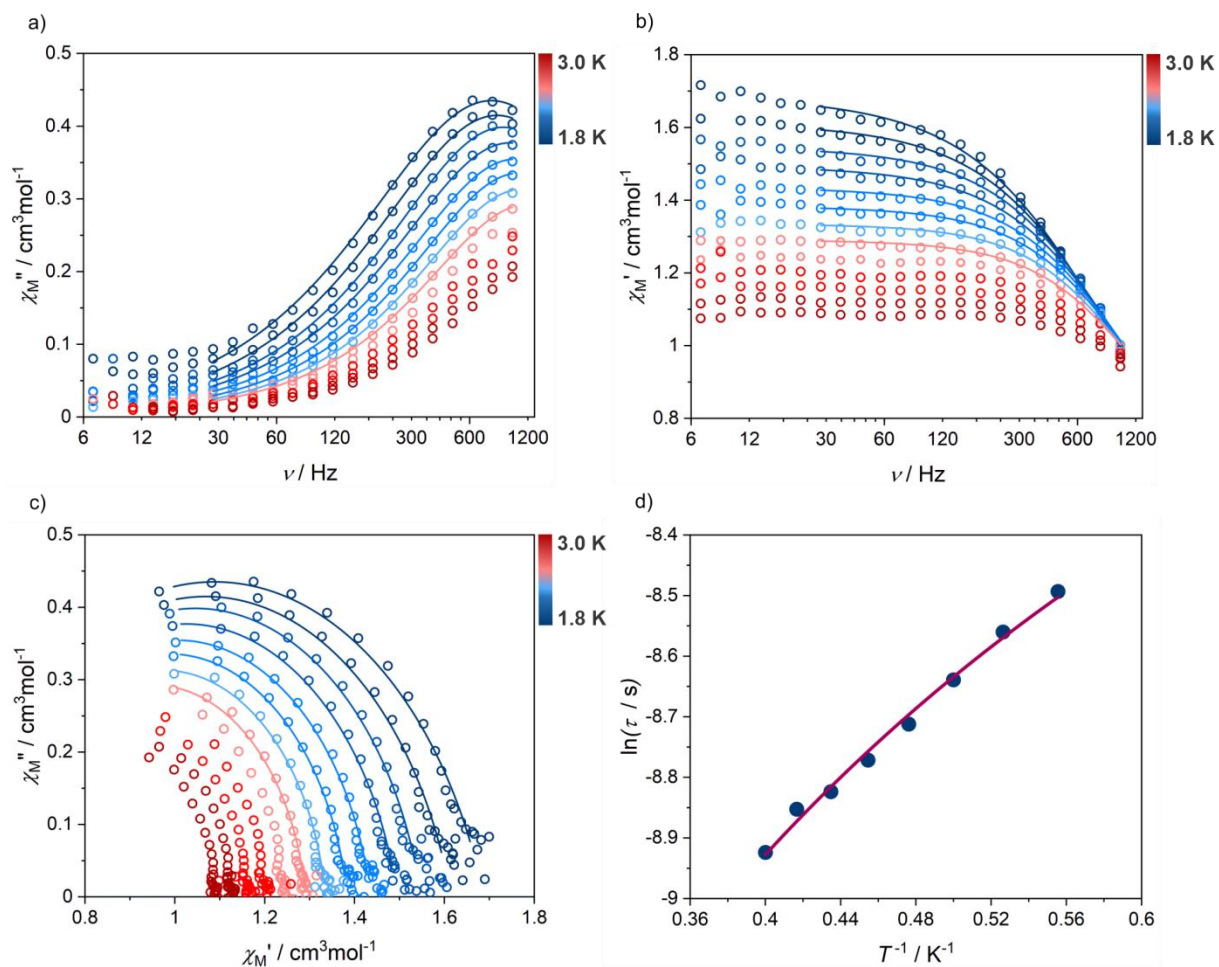 a)
0.5
0.4
0.3
0.2
0.1
0
χM'' / cm³mol⁻¹
6 12 30 60 120 300 600 1200
ν / Hz
3.0 K
1.8 K
b)
1.8
1.6
1.4
1.2
1
0.8
χM' / cm³mol⁻¹
6 12 30 60 120 300 600 1200
ν / Hz
3.0 K
1.8 K
c)
0.5
0.4
0.3
0.2
0.1
0
χM'' / cm³mol⁻¹
0.8 1 1.2 1.4 1.6 1.8
χM' / cm³mol⁻¹
3.0 K
1.8 K
d)
-8.4
-8.5
-8.6
-8.7
-8.8
-8.9
-9
ln(τ / s)
0.36 0.4 0.44 0.48 0.52 0.56 0.6
T⁻¹ / K⁻¹